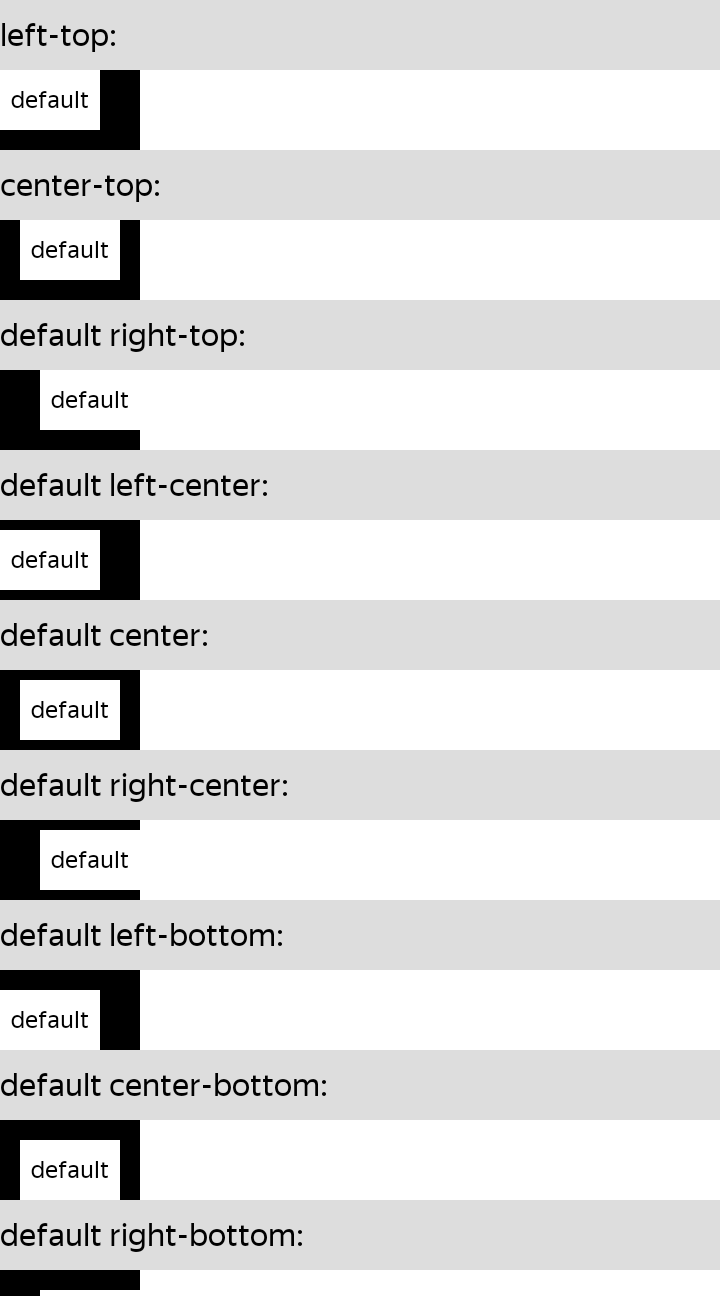 left-top:
default
center-top:
default
default right-top:
default
default left-center:
default
default center:
default
default right-center:
default
default left-bottom:
default
default center-bottom:
default
default right-bottom: